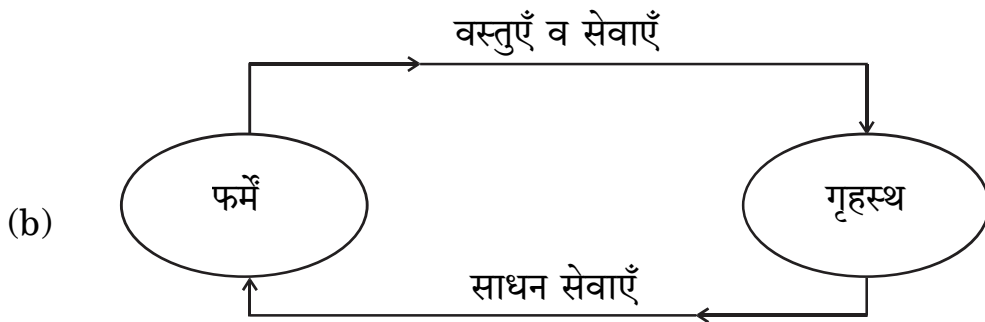 वस्तुएँ व सेवाएँ
(b) फर्में गृहस्थ
साधन सेवाएँ